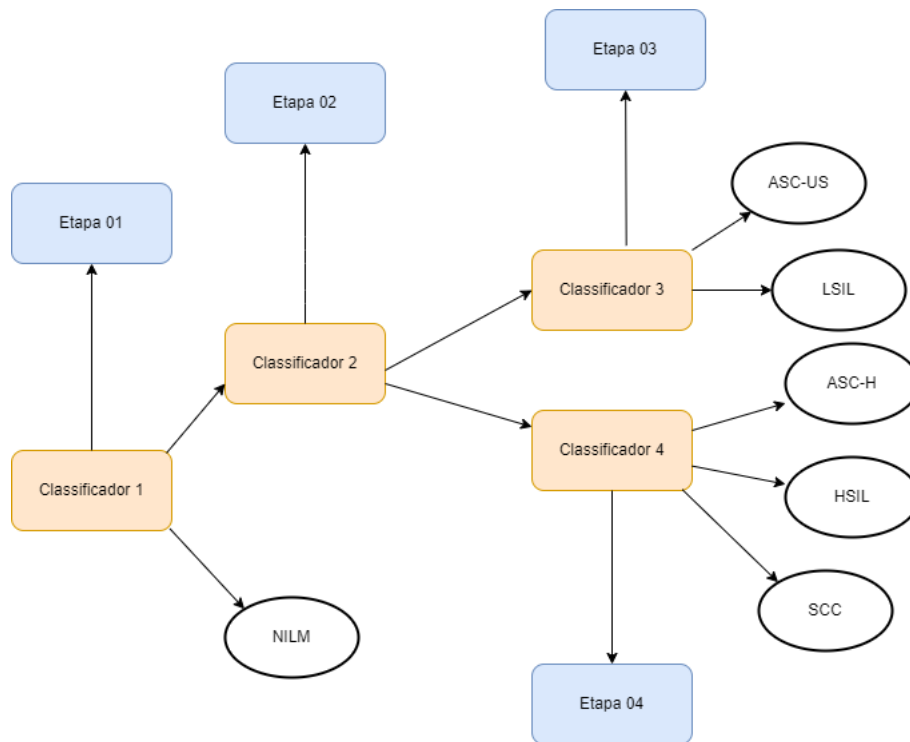 Etapa 03
Etapa 02
ASC-US
Etapa 01
Classificador 3
LSIL
Classificador 2
ASC-H
Classificador 4
Classificador 1
HSIL
SCC
NILM
Etapa 04